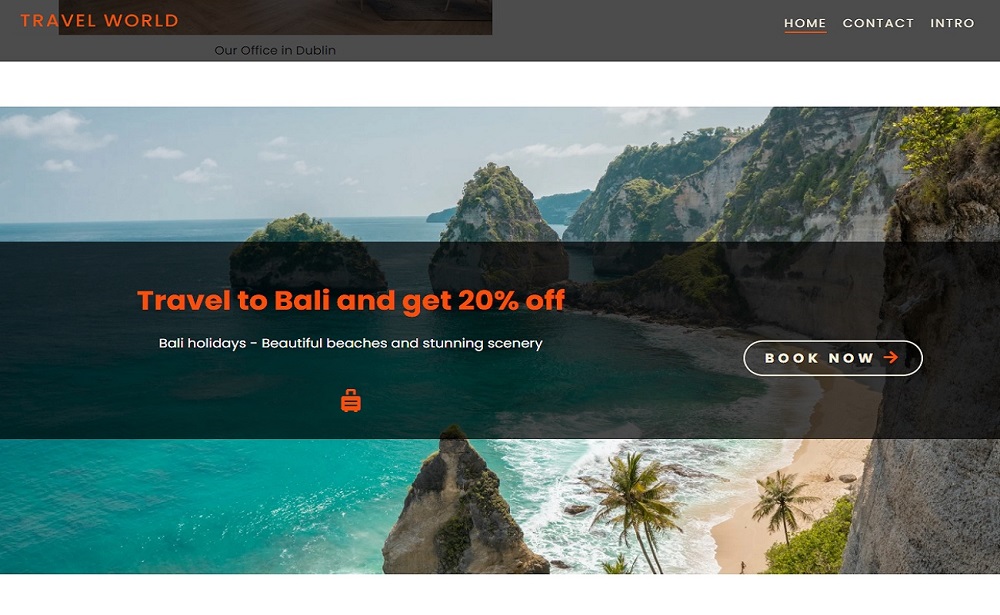 TRAVEL WORLD
HOME CONTACT INTRO
Our Office in Dublin
Travel to Bali and get 20% off
Bali holidays - Beautiful beaches and stunning scenery
BOOK NOW →